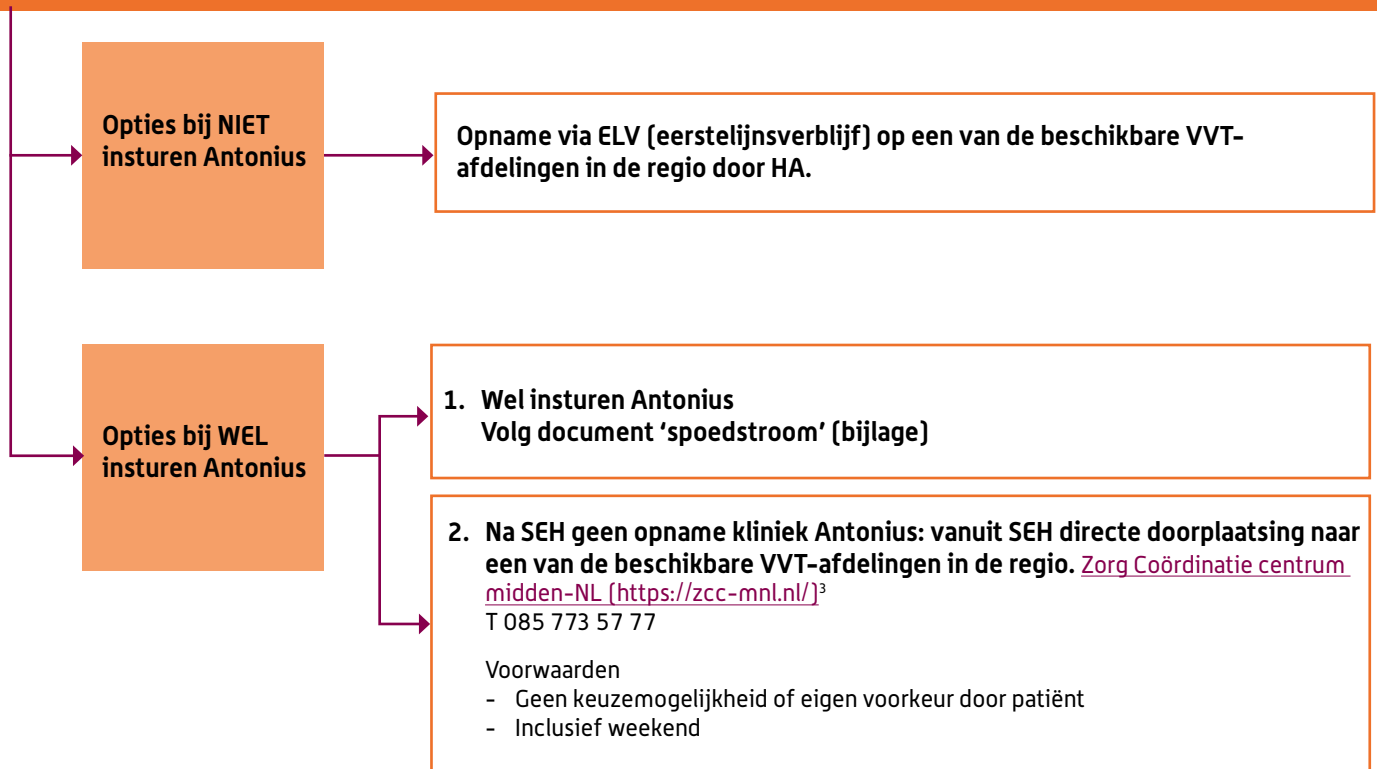 Opties bij NIET
insturen Antonius
Opname via ELV (eerstelijnsverblijf) op een van de beschikbare VVT-
afdelingen in de regio door HA.
Opties bij WEL
insturen Antonius
1. Wel insturen Antonius
Volg document ‘spoedstroom’ (bijlage)
2. Na SEH geen opname kliniek Antonius: vanuit SEH directe doorplaatsing naar
een van de beschikbare VVT-afdelingen in de regio. Zorg Coördinatie centrum
midden-NL (https://zcc-mnl.nl/)³
T 085 773 57 77
Voorwaarden
- Geen keuzemogelijkheid of eigen voorkeur door patiënt
- Inclusief weekend